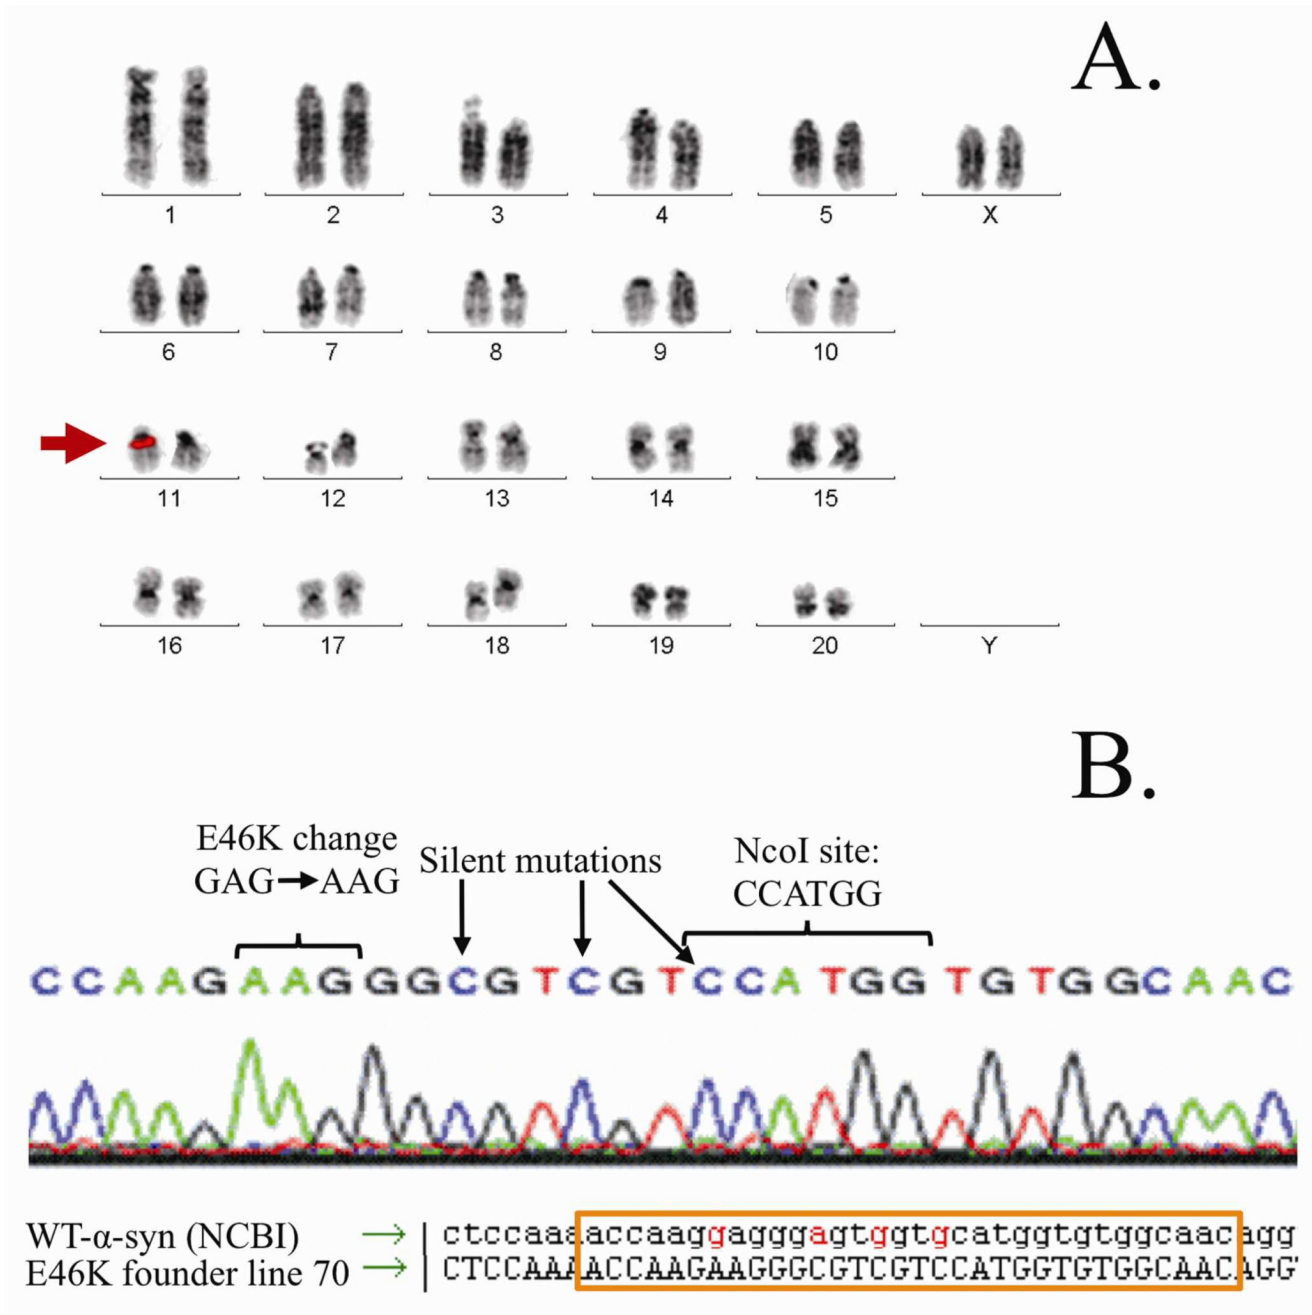 A.
1 2 3 4 5 X
6 7 8 9 10
11 12 13 14 15
16 17 18 19 20 Y
B.
E46K change
GAG→AAG
Silent mutations
NcoI site:
CCATGG
CCAAGAAGGGCGTCGTCCATGGTGTGGCAAC
WT-α-syn (NCBI) → | ctccaaaaccaaggagggagtggtgcatggtgtggcaacagg
E46K founder line 70 → | CTCCAAAACCAAGAAGGGCGTCGTCCATGGTGTGGCAACAGG